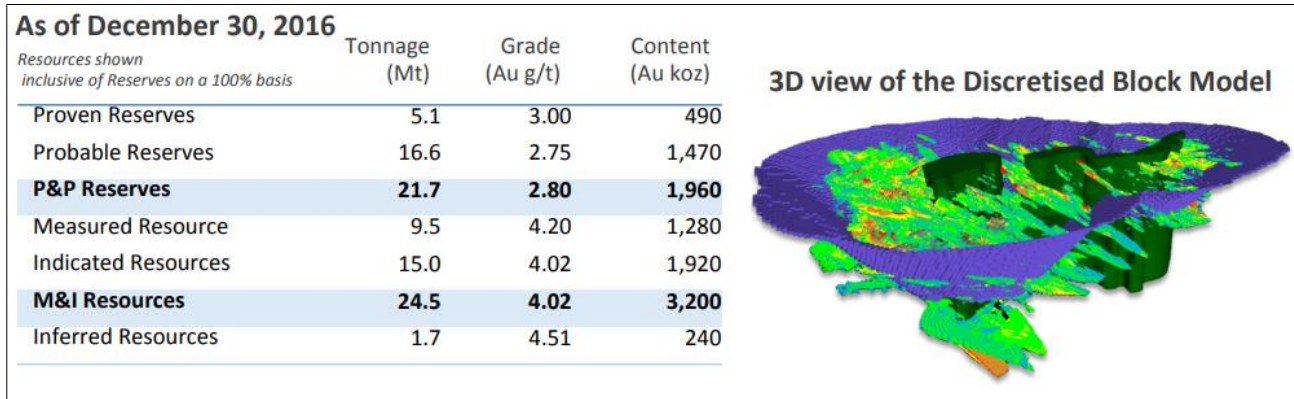 As of December 30, 2016
Resources shown
inclusive of Reserves on a 100% basis
Tonnage (Mt) Grade (Au g/t) Content (Au koz)
Proven Reserves 5.1 3.00 490
Probable Reserves 16.6 2.75 1,470
P&P Reserves 21.7 2.80 1,960
Measured Resource 9.5 4.20 1,280
Indicated Resources 15.0 4.02 1,920
M&I Resources 24.5 4.02 3,200
Inferred Resources 1.7 4.51 240
3D view of the Discretised Block Model